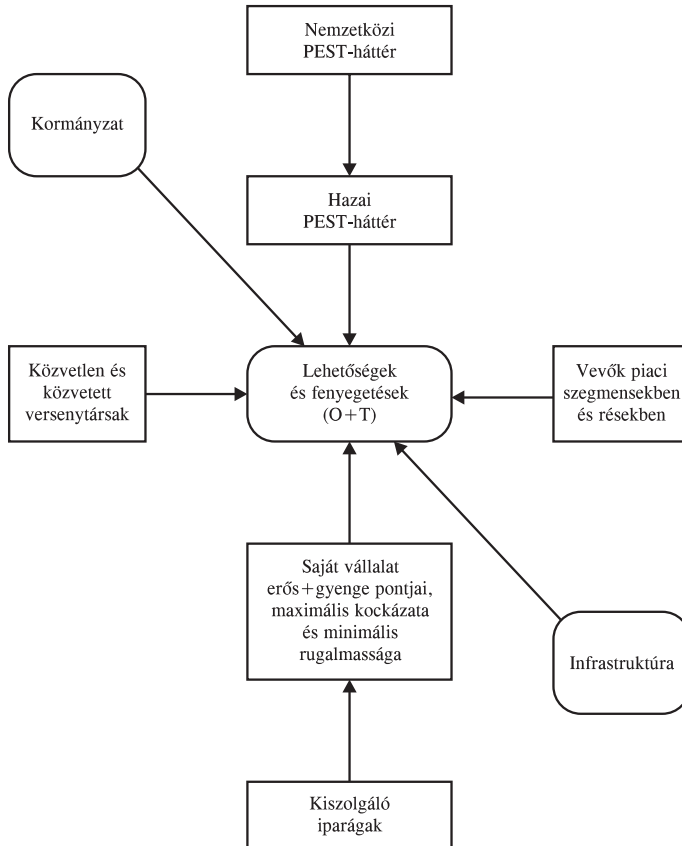 Nemzetközi
PEST-háttér
Kormányzat
Hazai
PEST-háttér
Közvetlen és
közvetett
versenytársak
Lehetőségek
és fenyegetések
(O+T)
Vevők piaci
szegmensekben
és résekben
Saját vállalat
erős+gyenge pontjai,
maximális kockázata
és minimális
rugalmassága
Infrastruktúra
Kiszolgáló
iparágak